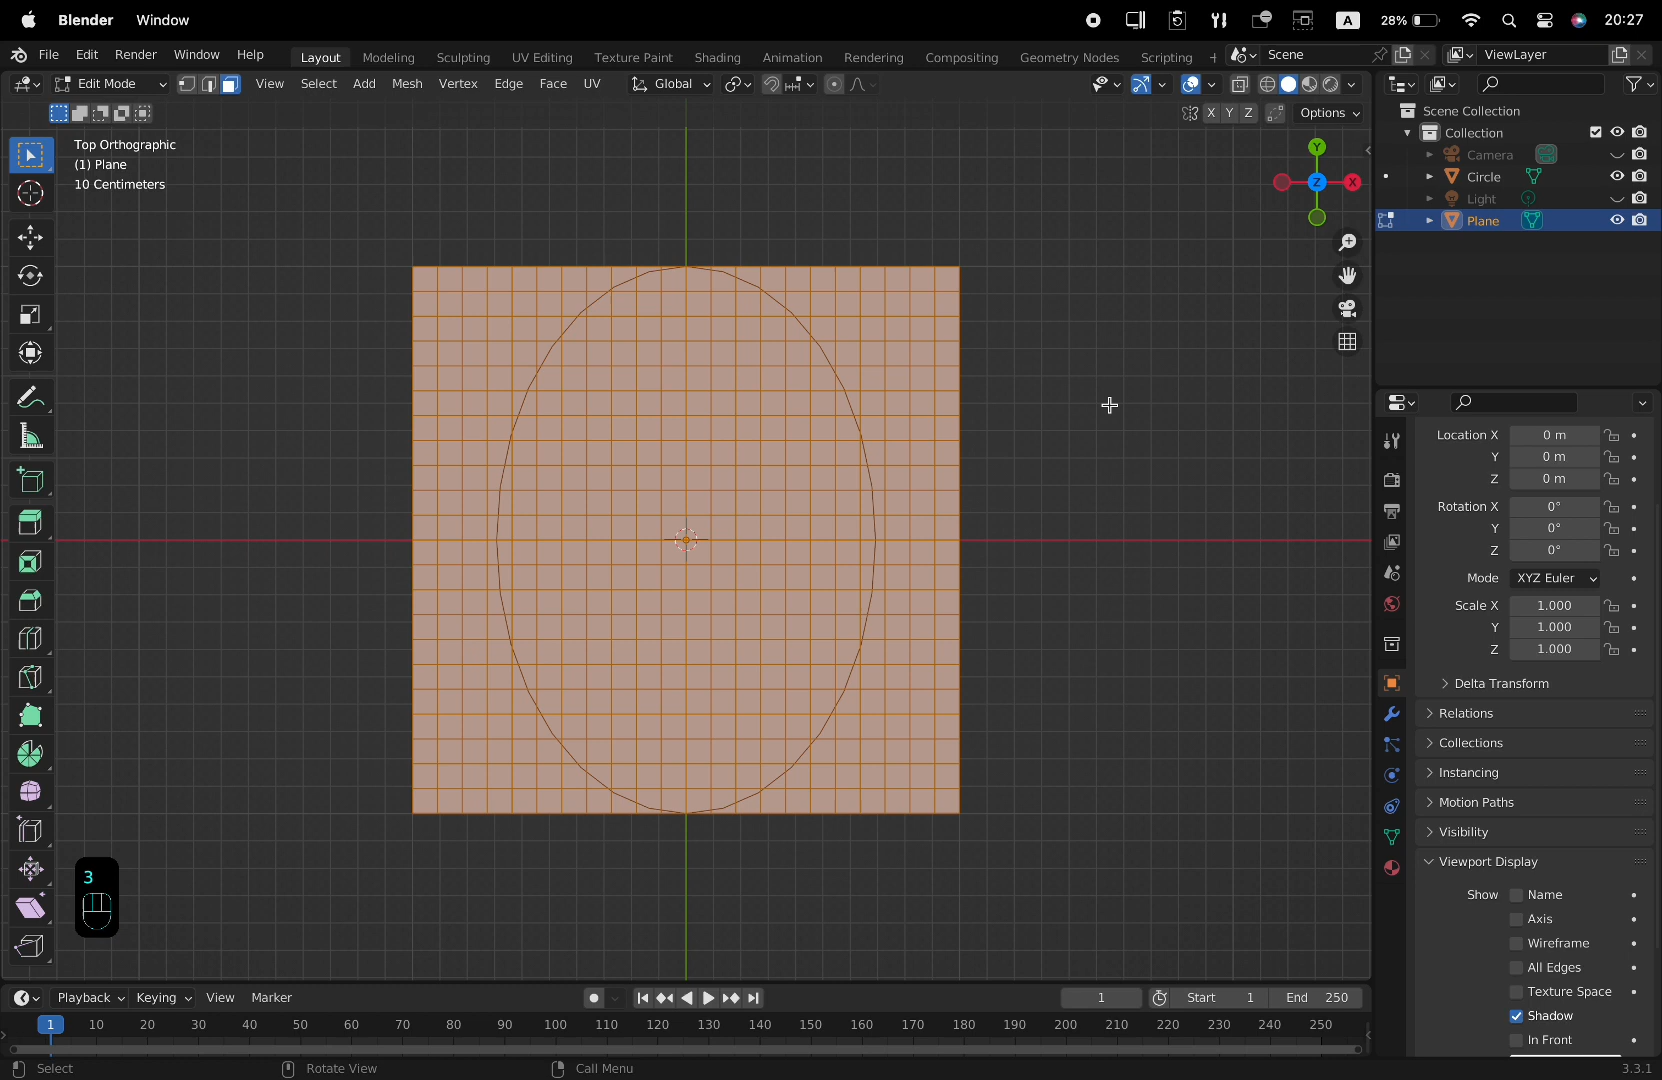 Blender Window
A 28% 20:27
File Edit Render Window Help Layout Modeling Sculpting UV Editing Texture Paint Shading Animation Rendering Compositing Geometry Nodes Scripting + Scene ViewLayer
Edit Mode View Select Add Mesh Vertex Edge Face UV Global
X Y Z Options
Top Orthographic
(1) Plane
10 Centimeters
Y
Z
X
Scene Collection
Collection
Camera
Circle
Light
Plane
Location X 0 m
Y 0 m
Z 0 m
Rotation X 0°
Y 0°
Z 0°
Mode XYZ Euler
Scale X 1.000
Y 1.000
Z 1.000
Delta Transform
Relations
Collections
Instancing
Motion Paths
Visibility
Viewport Display
Show Name
Axis
Wireframe
All Edges
Texture Space
Shadow
In Front
3
Playback Keying View Marker 1 Start 1 End 250
1 10 20 30 40 50 60 70 80 90 100 110 120 130 140 150 160 170 180 190 200 210 220 230 240 250
Select Rotate View Call Menu 3.3.1